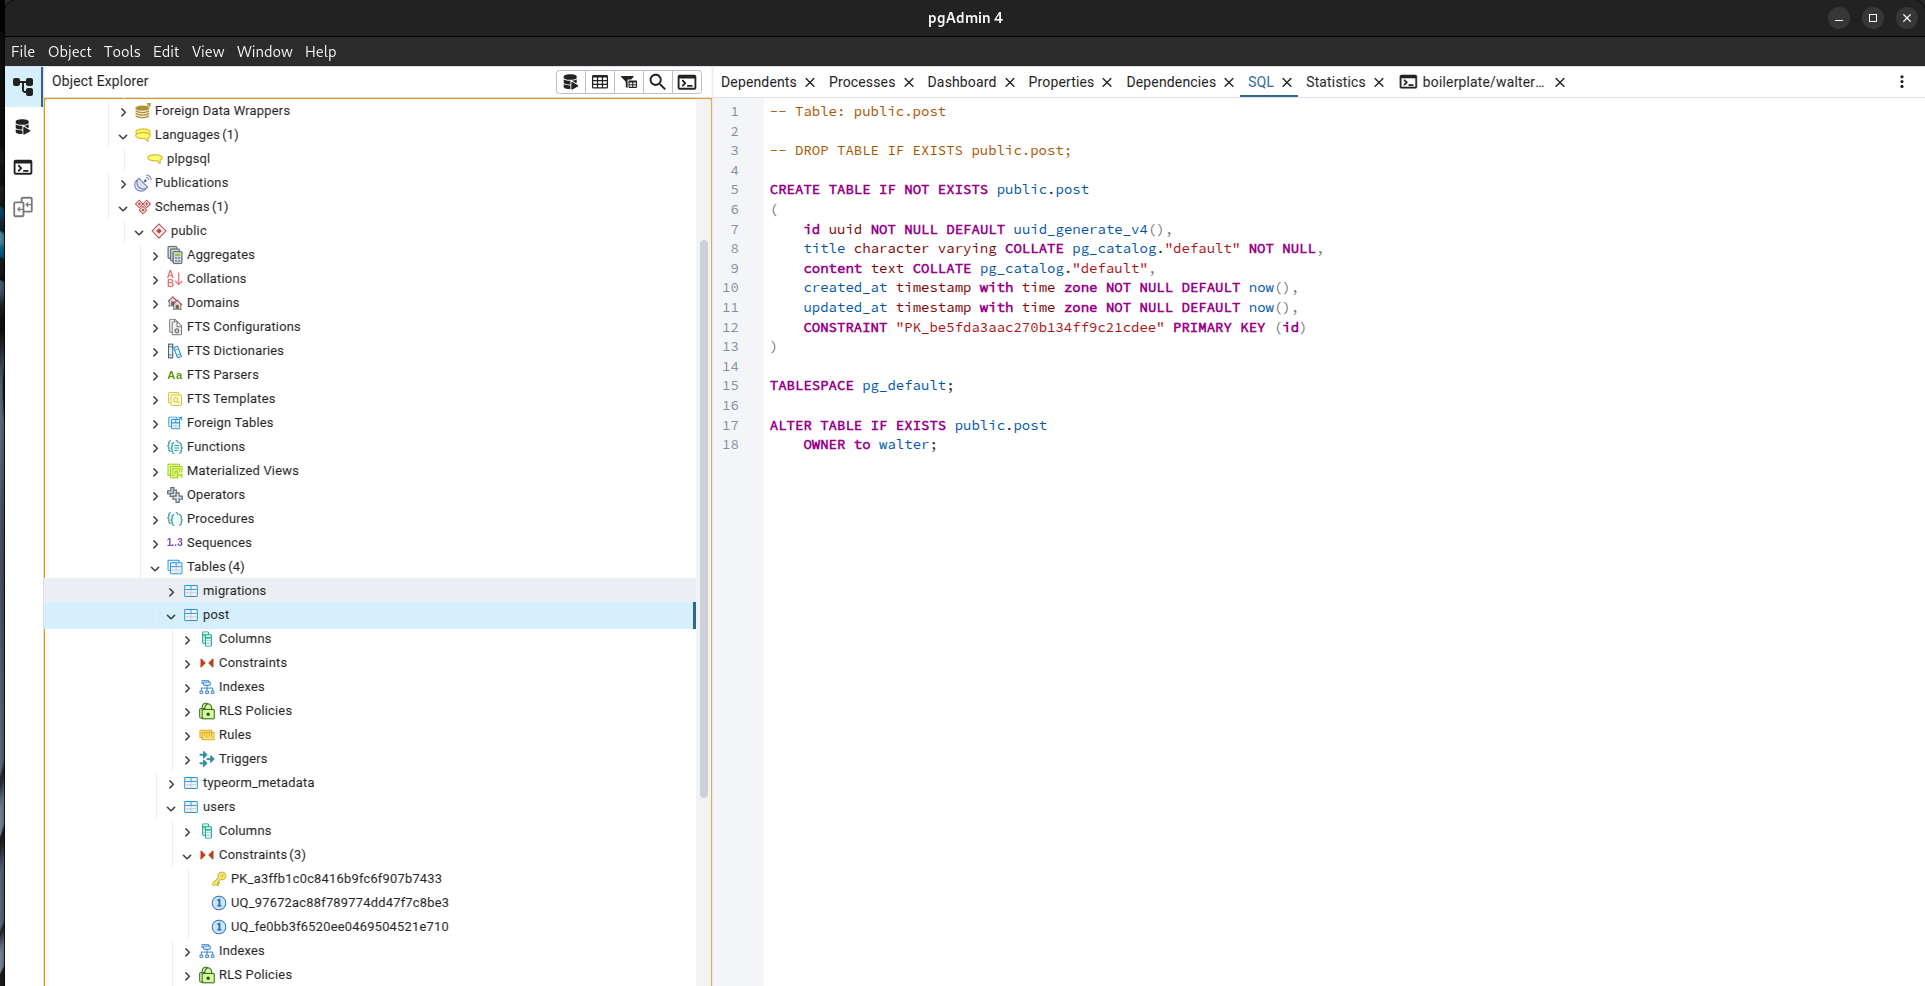 pgAdmin 4
File Object Tools Edit View Window Help
Object Explorer
Foreign Data Wrappers
Languages (1)
plpgsql
Publications
Schemas (1)
public
Aggregates
Collations
Domains
FTS Configurations
FTS Dictionaries
Aa FTS Parsers
FTS Templates
Foreign Tables
Functions
Materialized Views
Operators
Procedures
1..3 Sequences
Tables (4)
migrations
post
Columns
Constraints
Indexes
RLS Policies
Rules
Triggers
typeorm_metadata
users
Columns
Constraints (3)
PK_a3ffb1c0c8416b9fc6f907b7433
UQ_97672ac88f789774dd47f7c8be3
UQ_fe0bb3f6520ee0469504521e710
Indexes
RLS Policies
Dependents Processes Dashboard Properties Dependencies SQL Statistics boilerplate/walter...
1 -- Table: public.post
2
3 -- DROP TABLE IF EXISTS public.post;
4
5 CREATE TABLE IF NOT EXISTS public.post
6 (
7 id uuid NOT NULL DEFAULT uuid_generate_v4(),
8 title character varying COLLATE pg_catalog."default" NOT NULL,
9 content text COLLATE pg_catalog."default",
10 created_at timestamp with time zone NOT NULL DEFAULT now(),
11 updated_at timestamp with time zone NOT NULL DEFAULT now(),
12 CONSTRAINT "PK_be5fda3aac270b134ff9c21cdee" PRIMARY KEY (id)
13 )
14
15 TABLESPACE pg_default;
16
17 ALTER TABLE IF EXISTS public.post
18 OWNER to walter;